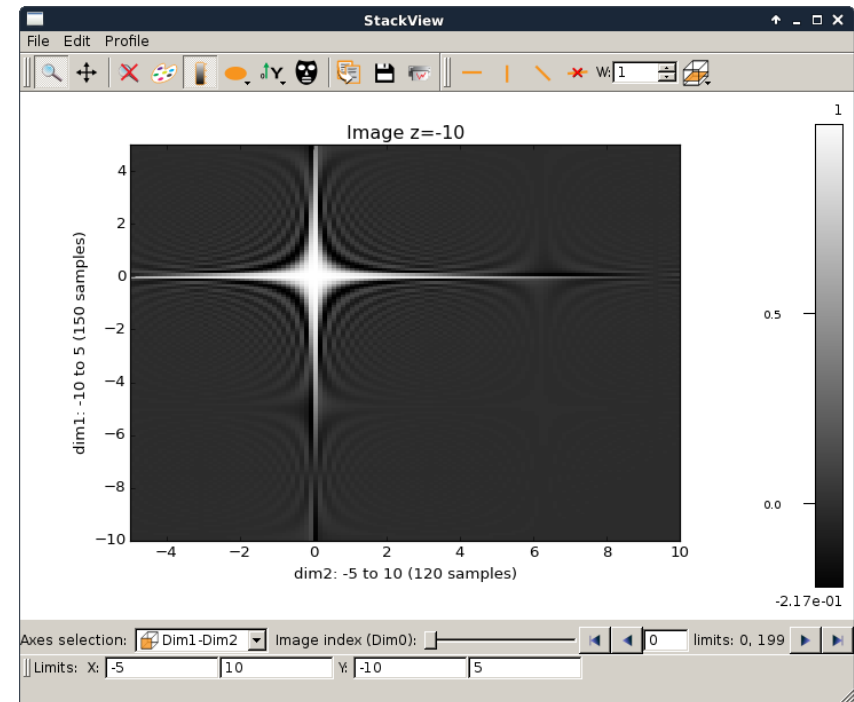 StackView
File Edit Profile
W: 1
Image z=-10
4
2
0
−2
−4
−6
−8
−10
dim1: -10 to 5 (150 samples)
−4 −2 0 2 4 6 8 10
dim2: -5 to 10 (120 samples)
1
0.5
0.0
-2.17e-01
Axes selection: Dim1-Dim2 Image index (Dim0): 0 limits: 0, 199
Limits: X: -5 10 Y: -10 5